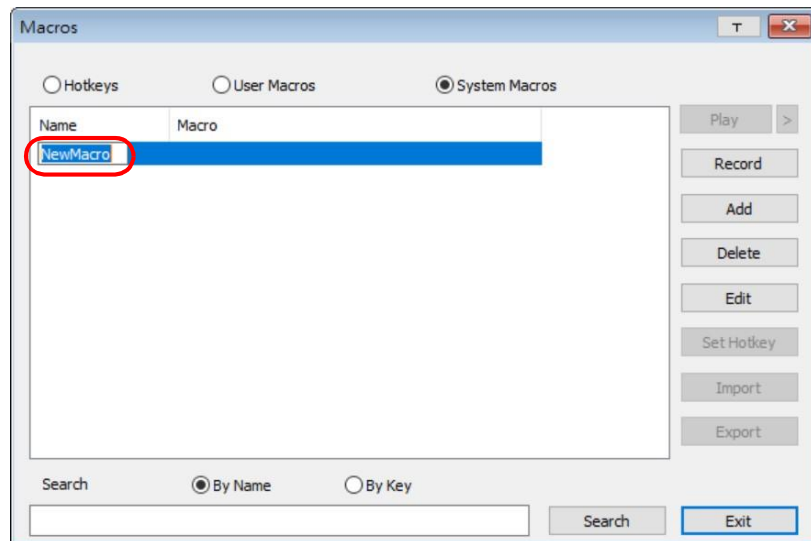 Macros
Hotkeys User Macros System Macros
Name Macro
NewMacro
Play >
Record
Add
Delete
Edit
Set Hotkey
Import
Export
Search By Name By Key
Search Exit